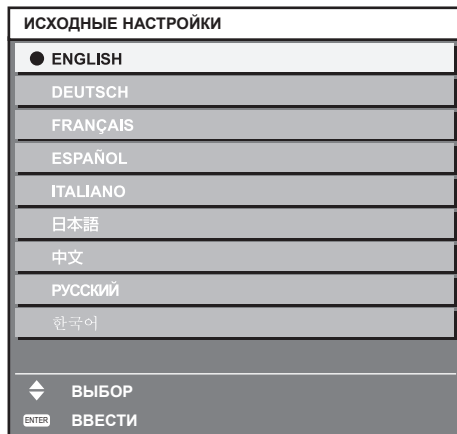 ИСХОДНЫЕ НАСТРОЙКИ
ENGLISH
DEUTSCH
FRANÇAIS
ESPAÑOL
ITALIANO
日本語
中文
РУССКИЙ
한국어
ВЫБОР
ENTER ВВЕСТИ